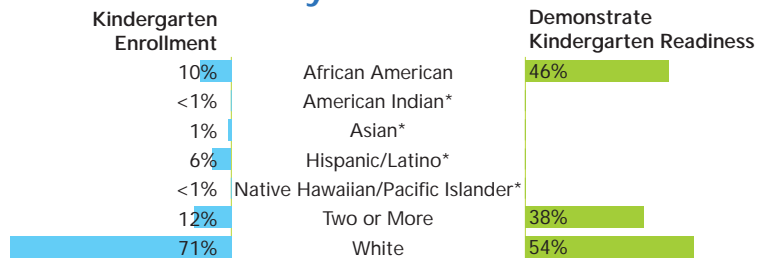 Kindergarten
Enrollment
Demonstrate
Kindergarten Readiness
10% African American 46%
<1% American Indian*
1% Asian*
6% Hispanic/Latino*
<1% Native Hawaiian/Pacific Islander*
12% Two or More 38%
71% White 54%